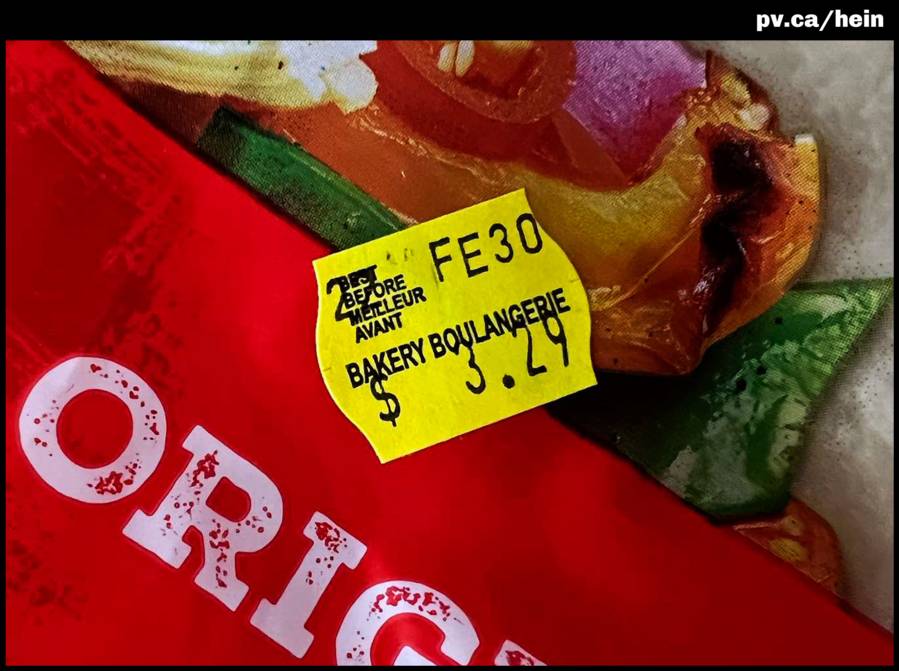 pv.ca/hein
FE30
BEST
BEFORE
MEILLEUR
AVANT
BAKERY BOULANGERIE
$ 3.29
ORIG